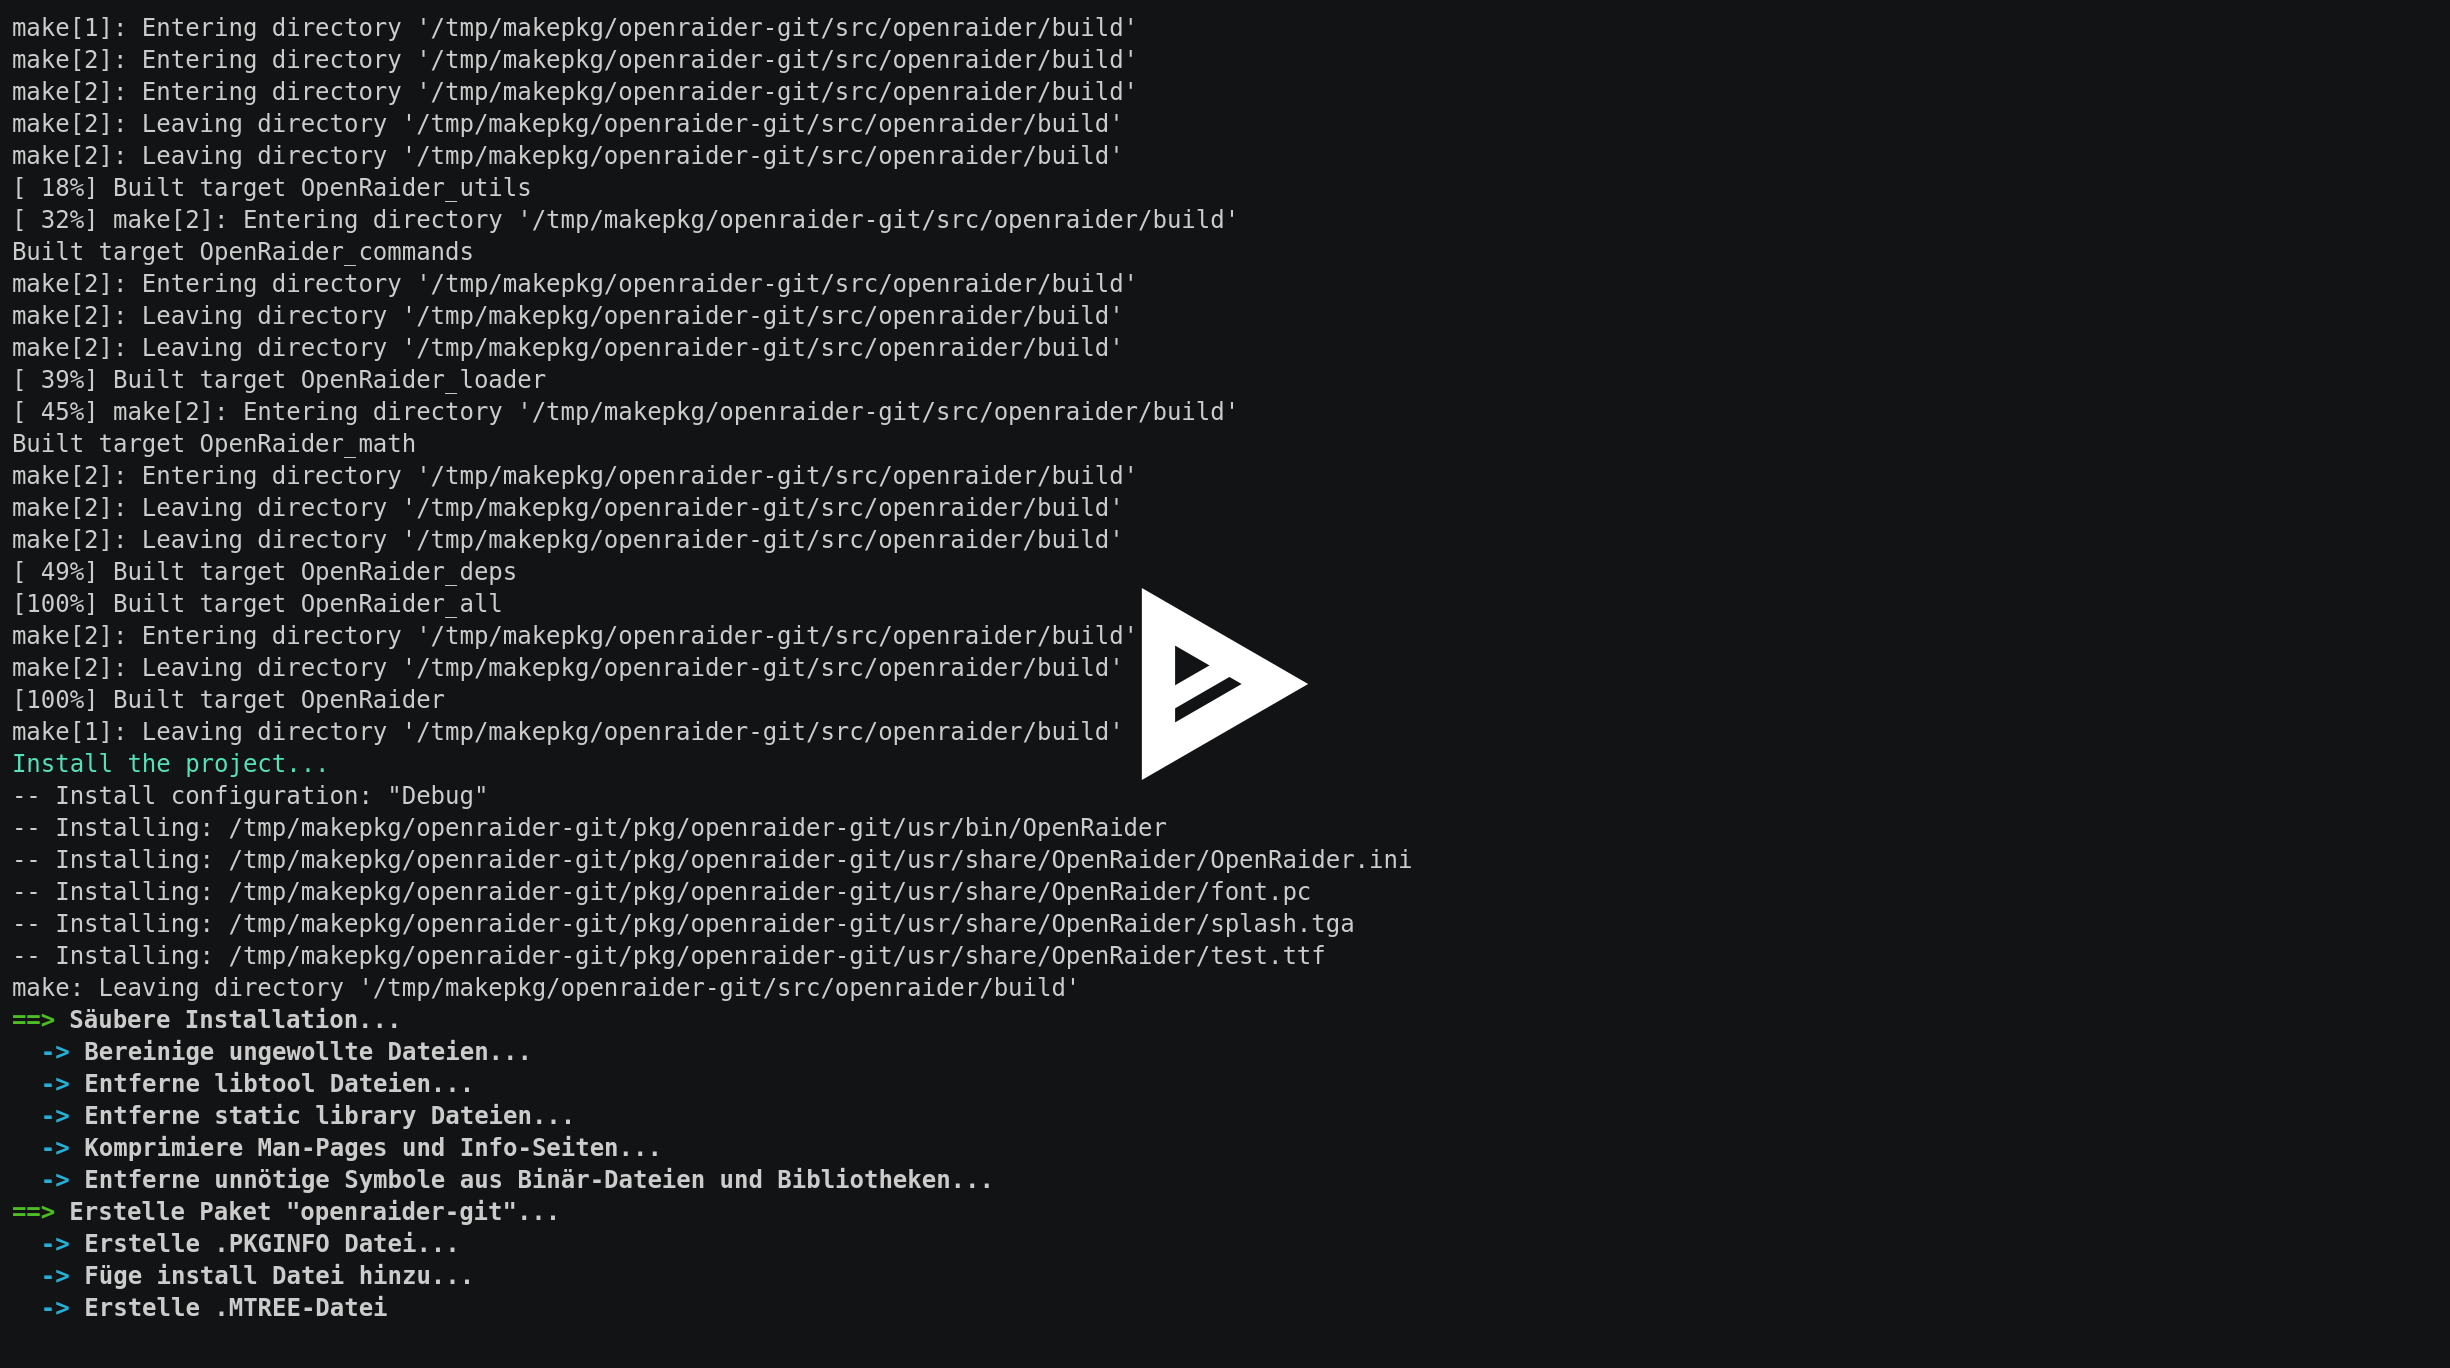 make[1]: Entering directory '/tmp/makepkg/openraider-git/src/openraider/build'
make[2]: Entering directory '/tmp/makepkg/openraider-git/src/openraider/build'
make[2]: Entering directory '/tmp/makepkg/openraider-git/src/openraider/build'
make[2]: Leaving directory '/tmp/makepkg/openraider-git/src/openraider/build'
make[2]: Leaving directory '/tmp/makepkg/openraider-git/src/openraider/build'
[ 18%] Built target OpenRaider_utils
[ 32%] make[2]: Entering directory '/tmp/makepkg/openraider-git/src/openraider/build'
Built target OpenRaider_commands
make[2]: Entering directory '/tmp/makepkg/openraider-git/src/openraider/build'
make[2]: Leaving directory '/tmp/makepkg/openraider-git/src/openraider/build'
make[2]: Leaving directory '/tmp/makepkg/openraider-git/src/openraider/build'
[ 39%] Built target OpenRaider_loader
[ 45%] make[2]: Entering directory '/tmp/makepkg/openraider-git/src/openraider/build'
Built target OpenRaider_math
make[2]: Entering directory '/tmp/makepkg/openraider-git/src/openraider/build'
make[2]: Leaving directory '/tmp/makepkg/openraider-git/src/openraider/build'
make[2]: Leaving directory '/tmp/makepkg/openraider-git/src/openraider/build'
[ 49%] Built target OpenRaider_deps
[100%] Built target OpenRaider_all
make[2]: Entering directory '/tmp/makepkg/openraider-git/src/openraider/build'
make[2]: Leaving directory '/tmp/makepkg/openraider-git/src/openraider/build'
[100%] Built target OpenRaider
make[1]: Leaving directory '/tmp/makepkg/openraider-git/src/openraider/build'
Install the project...
-- Install configuration: "Debug"
-- Installing: /tmp/makepkg/openraider-git/pkg/openraider-git/usr/bin/OpenRaider
-- Installing: /tmp/makepkg/openraider-git/pkg/openraider-git/usr/share/OpenRaider/OpenRaider.ini
-- Installing: /tmp/makepkg/openraider-git/pkg/openraider-git/usr/share/OpenRaider/font.pc
-- Installing: /tmp/makepkg/openraider-git/pkg/openraider-git/usr/share/OpenRaider/splash.tga
-- Installing: /tmp/makepkg/openraider-git/pkg/openraider-git/usr/share/OpenRaider/test.ttf
make: Leaving directory '/tmp/makepkg/openraider-git/src/openraider/build'
==> Säubere Installation...
  -> Bereinige ungewollte Dateien...
  -> Entferne libtool Dateien...
  -> Entferne static library Dateien...
  -> Komprimiere Man-Pages und Info-Seiten...
  -> Entferne unnötige Symbole aus Binär-Dateien und Bibliotheken...
==> Erstelle Paket "openraider-git"...
  -> Erstelle .PKGINFO Datei...
  -> Füge install Datei hinzu...
  -> Erstelle .MTREE-Datei